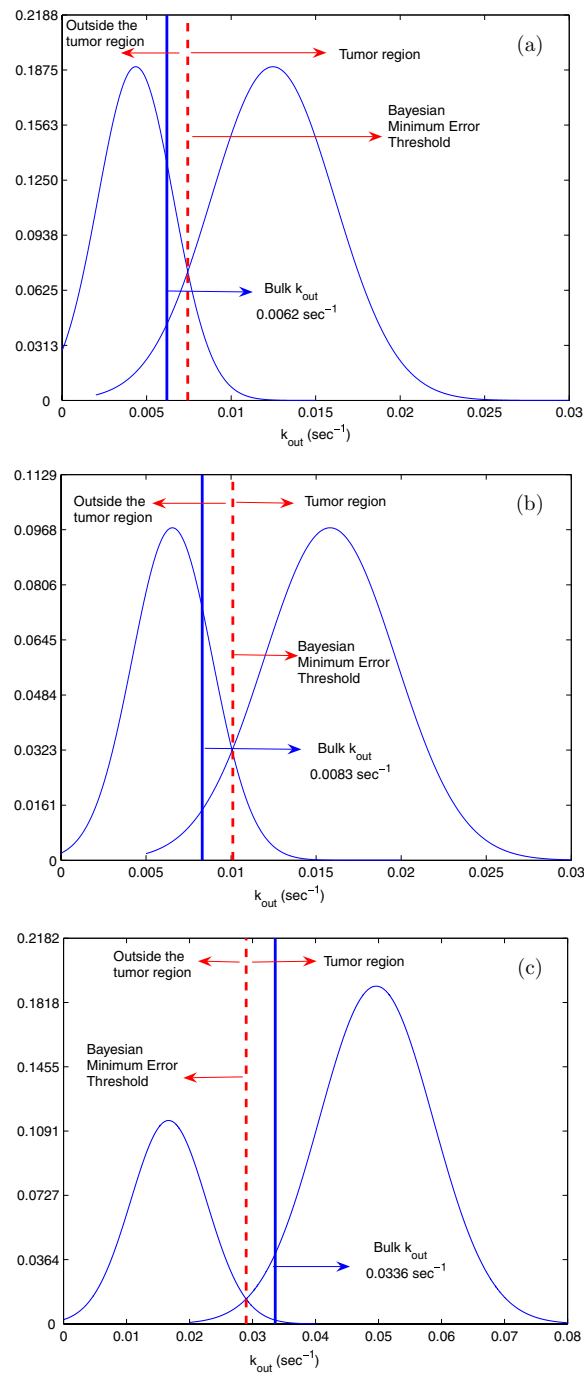 0.2188
Outside the
tumor region
Tumor region
(a)
0.1875
0.1563
Bayesian
Minimum Error
Threshold
0.1250
0.0938
0.0625
Bulk k_out
0.0062 sec⁻¹
0.0313
0
0 0.005 0.01 0.015 0.02 0.025 0.03
k_out (sec⁻¹)
0.1129
Outside the
tumor region
Tumor region
(b)
0.0968
0.0806
0.0645
Bayesian
Minimum Error
Threshold
0.0484
0.0323
Bulk k_out
0.0083 sec⁻¹
0.0161
0
0 0.005 0.01 0.015 0.02 0.025 0.03
k_out (sec⁻¹)
0.2182
Outside the
tumor region
Tumor region
(c)
0.1818
0.1455
Bayesian
Minimum Error
Threshold
0.1091
0.0727
0.0364
Bulk k_out
0.0336 sec⁻¹
0
0 0.01 0.02 0.03 0.04 0.05 0.06 0.07 0.08
k_out (sec⁻¹)